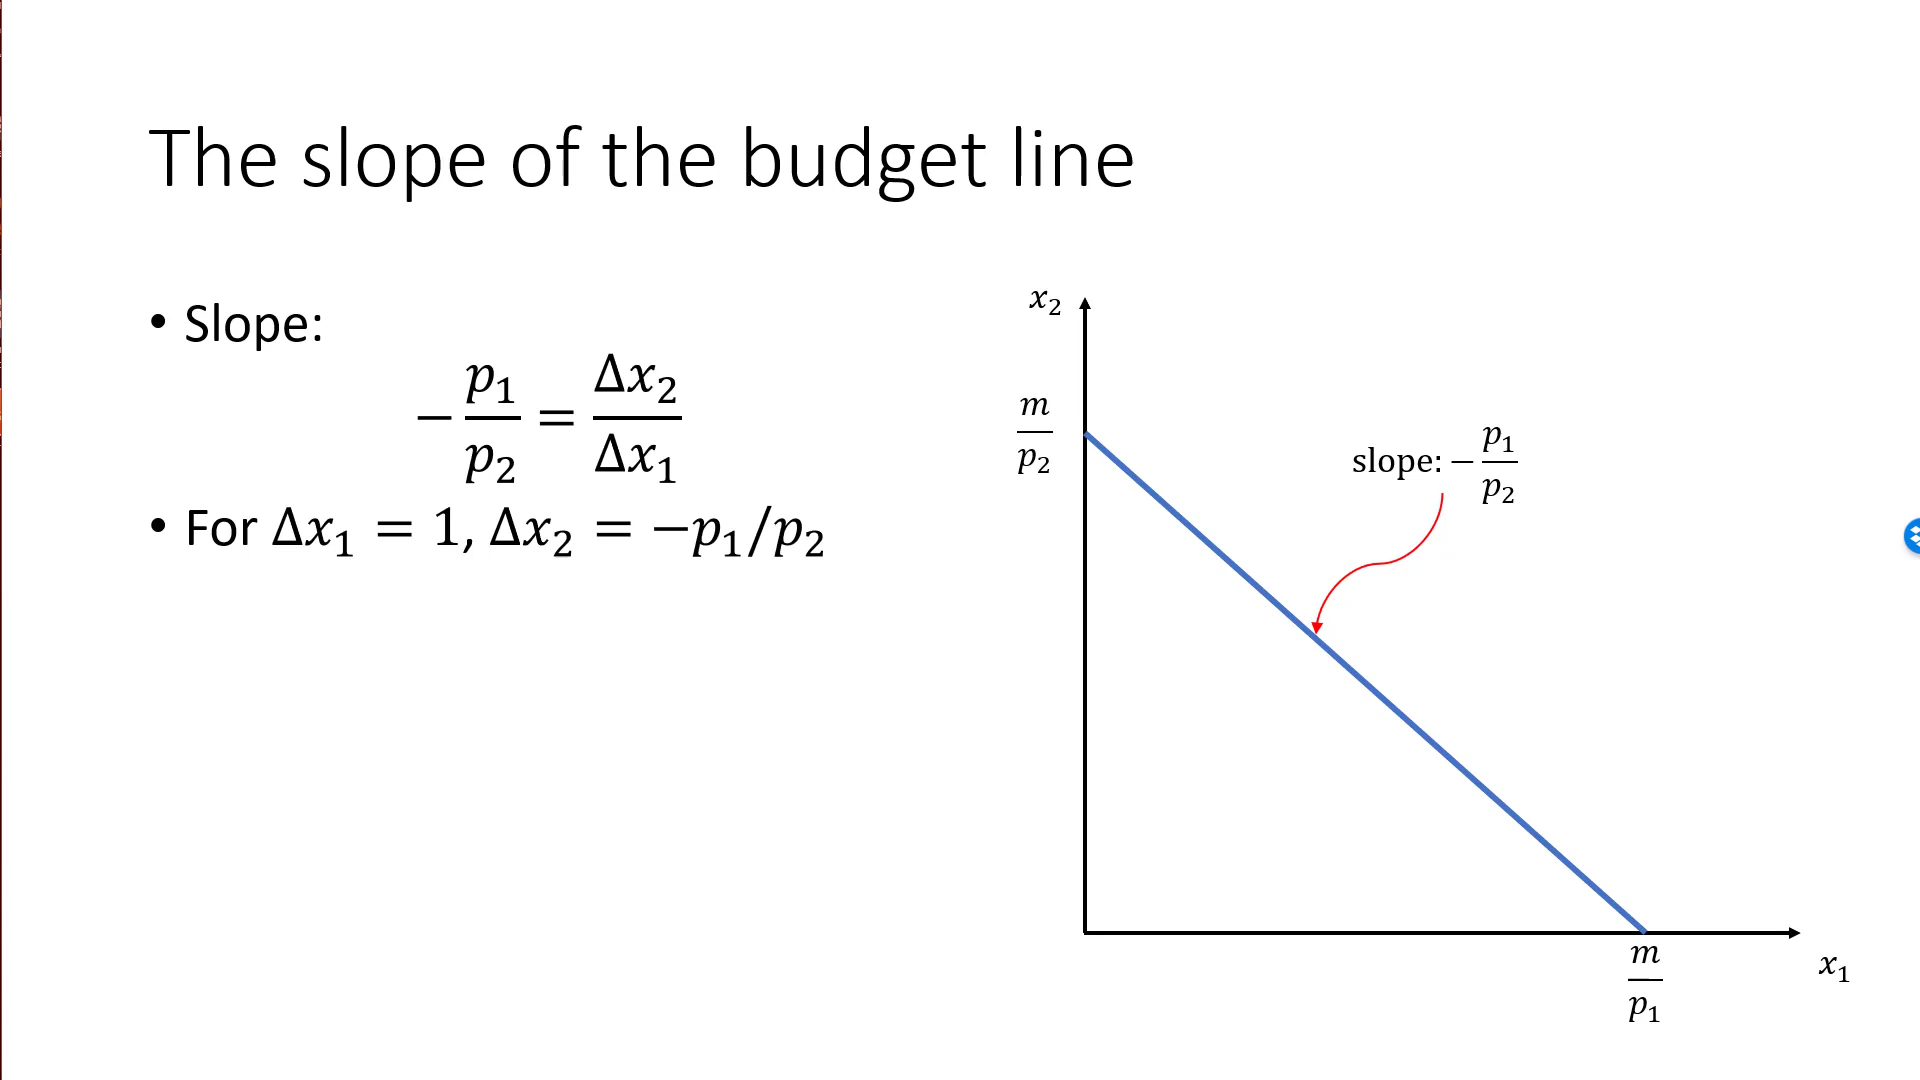 The slope of the budget line
• Slope:
−p₁/p₂ = Δx₂/Δx₁
• For Δx₁ = 1, Δx₂ = −p₁/p₂
x₂
m/p₂
slope: −p₁/p₂
m/p₁
x₁